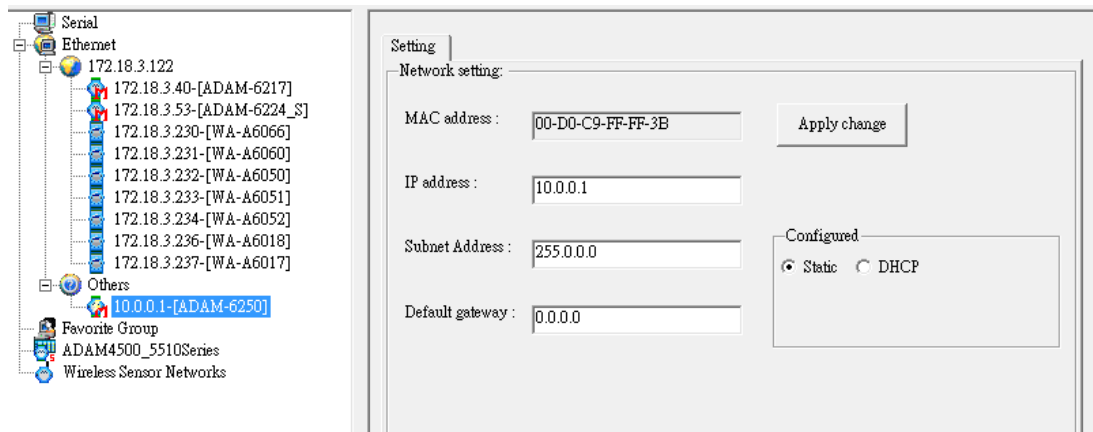 Serial
Ethernet
172.18.3.122
172.18.3.40-[ADAM-6217]
172.18.3.53-[ADAM-6224_S]
172.18.3.230-[WA-A6066]
172.18.3.231-[WA-A6060]
172.18.3.232-[WA-A6050]
172.18.3.233-[WA-A6051]
172.18.3.234-[WA-A6052]
172.18.3.236-[WA-A6018]
172.18.3.237-[WA-A6017]
Others
10.0.0.1-[ADAM-6250]
Favorite Group
ADAM4500_5510Series
Wireless Sensor Networks
Setting
Network setting:
MAC address : 00-D0-C9-FF-FF-3B
Apply change
IP address : 10.0.0.1
Subnet Address : 255.0.0.0
Configured
Static DHCP
Default gateway : 0.0.0.0